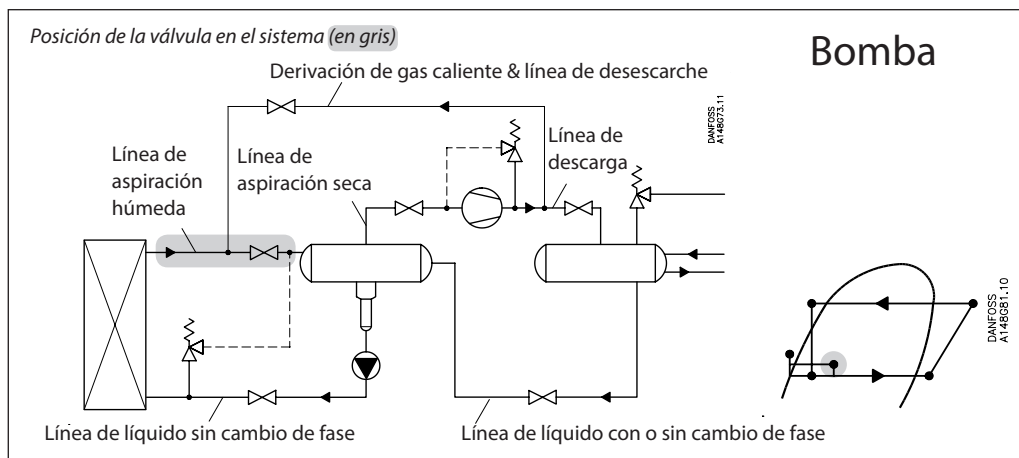 Posición de la válvula en el sistema (en gris)
Bomba
Derivación de gas caliente & línea de desescarche
DANFOSS
A148G73.11
Línea de
aspiración
húmeda
Línea de
aspiración seca
Línea de
descarga
DANFOSS
A148G81.10
Línea de líquido sin cambio de fase
Línea de líquido con o sin cambio de fase